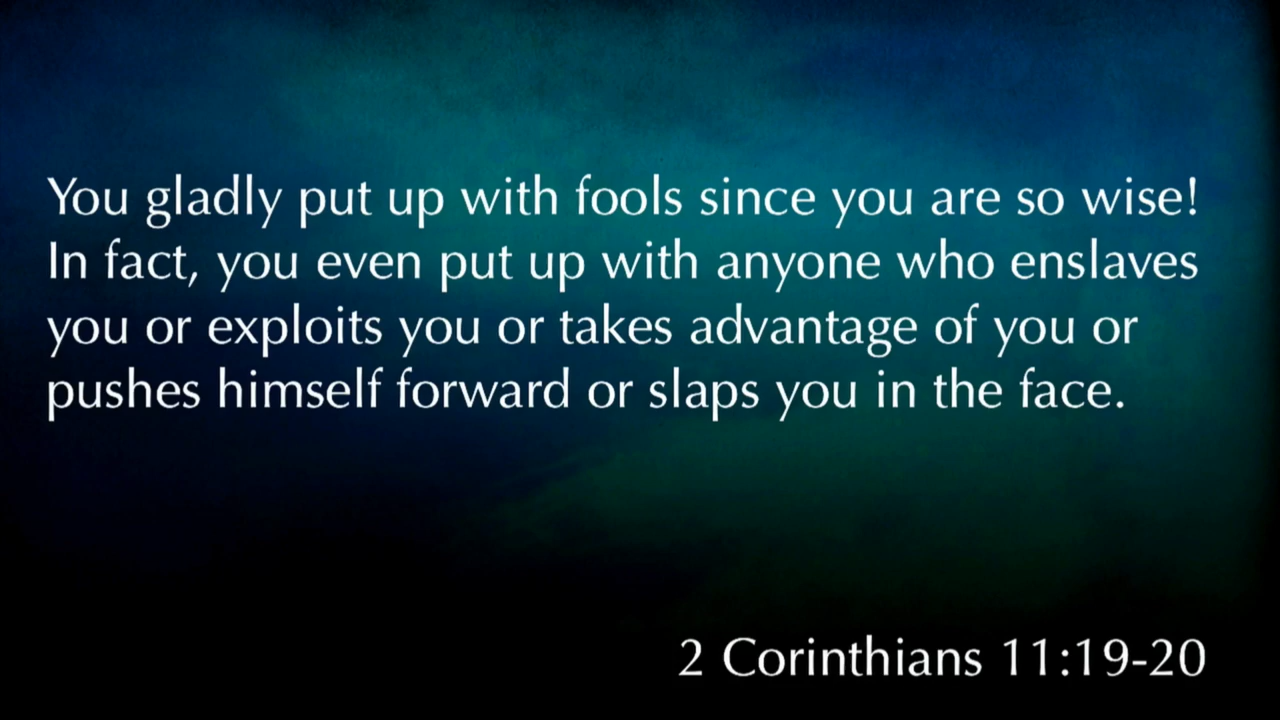 You gladly put up with fools since you are so wise!
In fact, you even put up with anyone who enslaves
you or exploits you or takes advantage of you or
pushes himself forward or slaps you in the face.
2 Corinthians 11:19-20